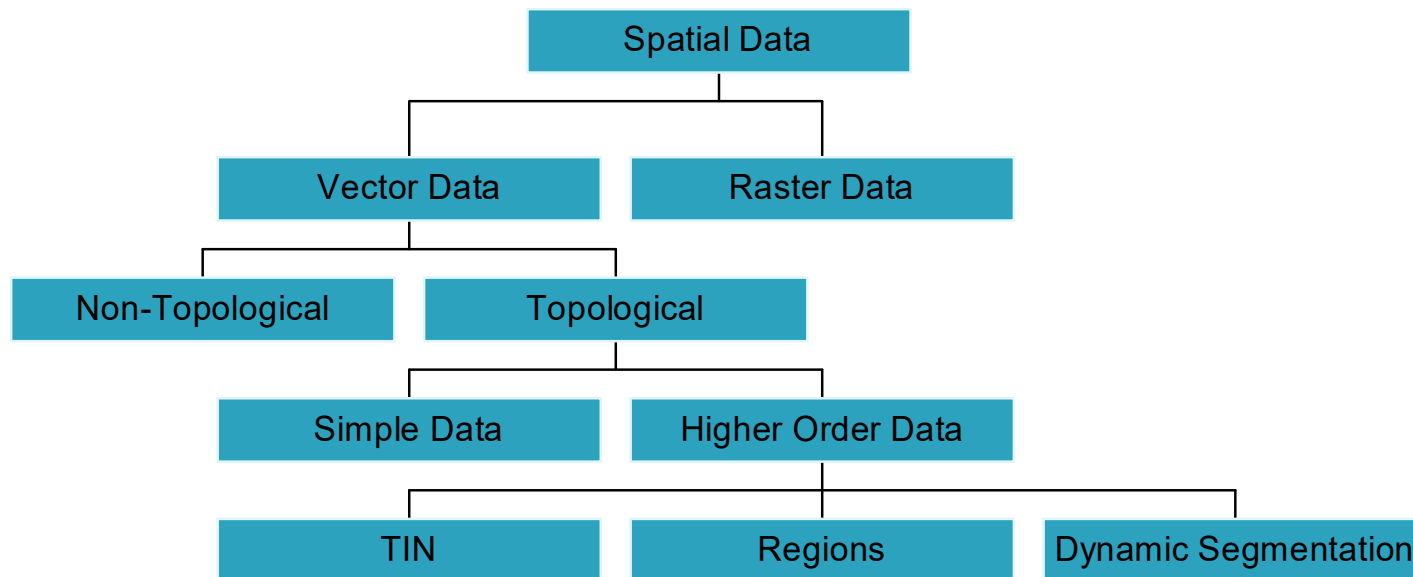 Spatial Data
Vector Data
Raster Data
Non-Topological
Topological
Simple Data
Higher Order Data
TIN
Regions
Dynamic Segmentation